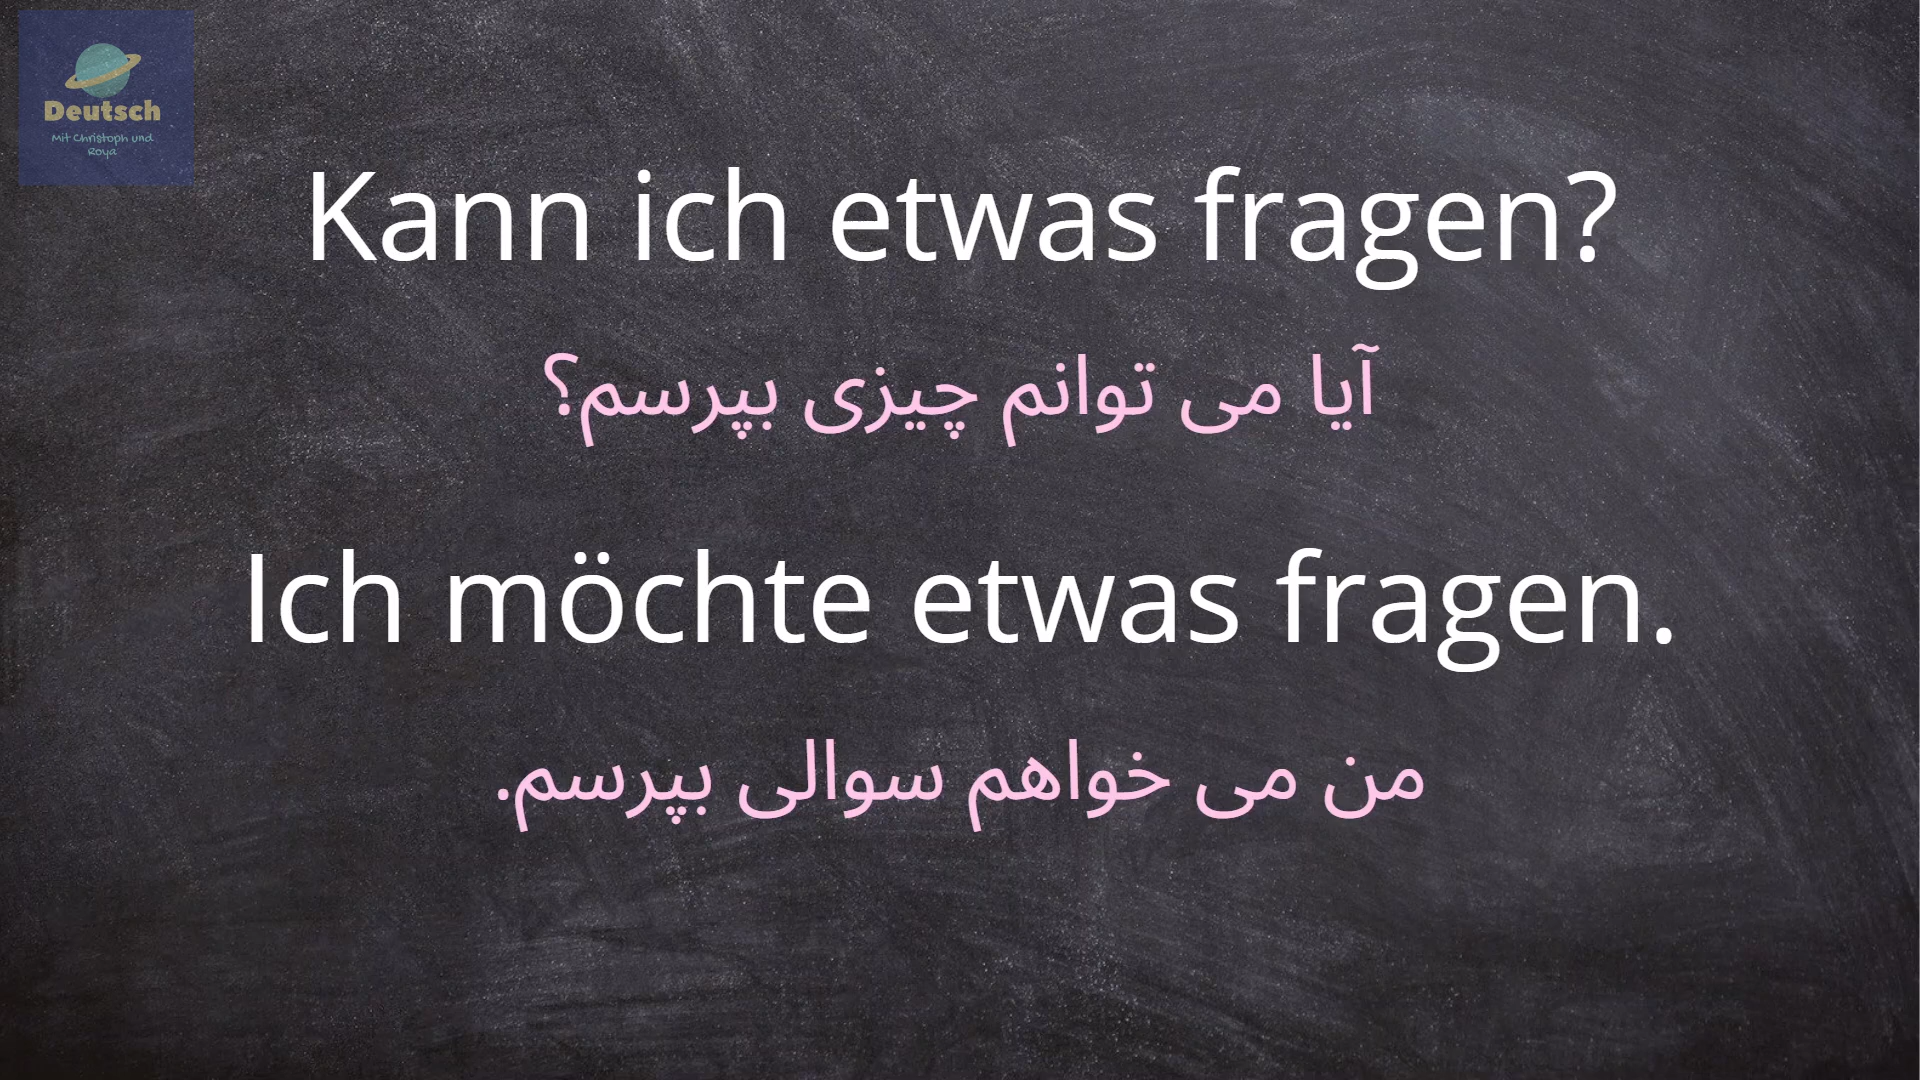 Deutsch
Mit Christoph und
Roya
Kann ich etwas fragen?
آیا می توانم چیزی بپرسم؟
Ich möchte etwas fragen.
من می خواهم سوالی بپرسم.